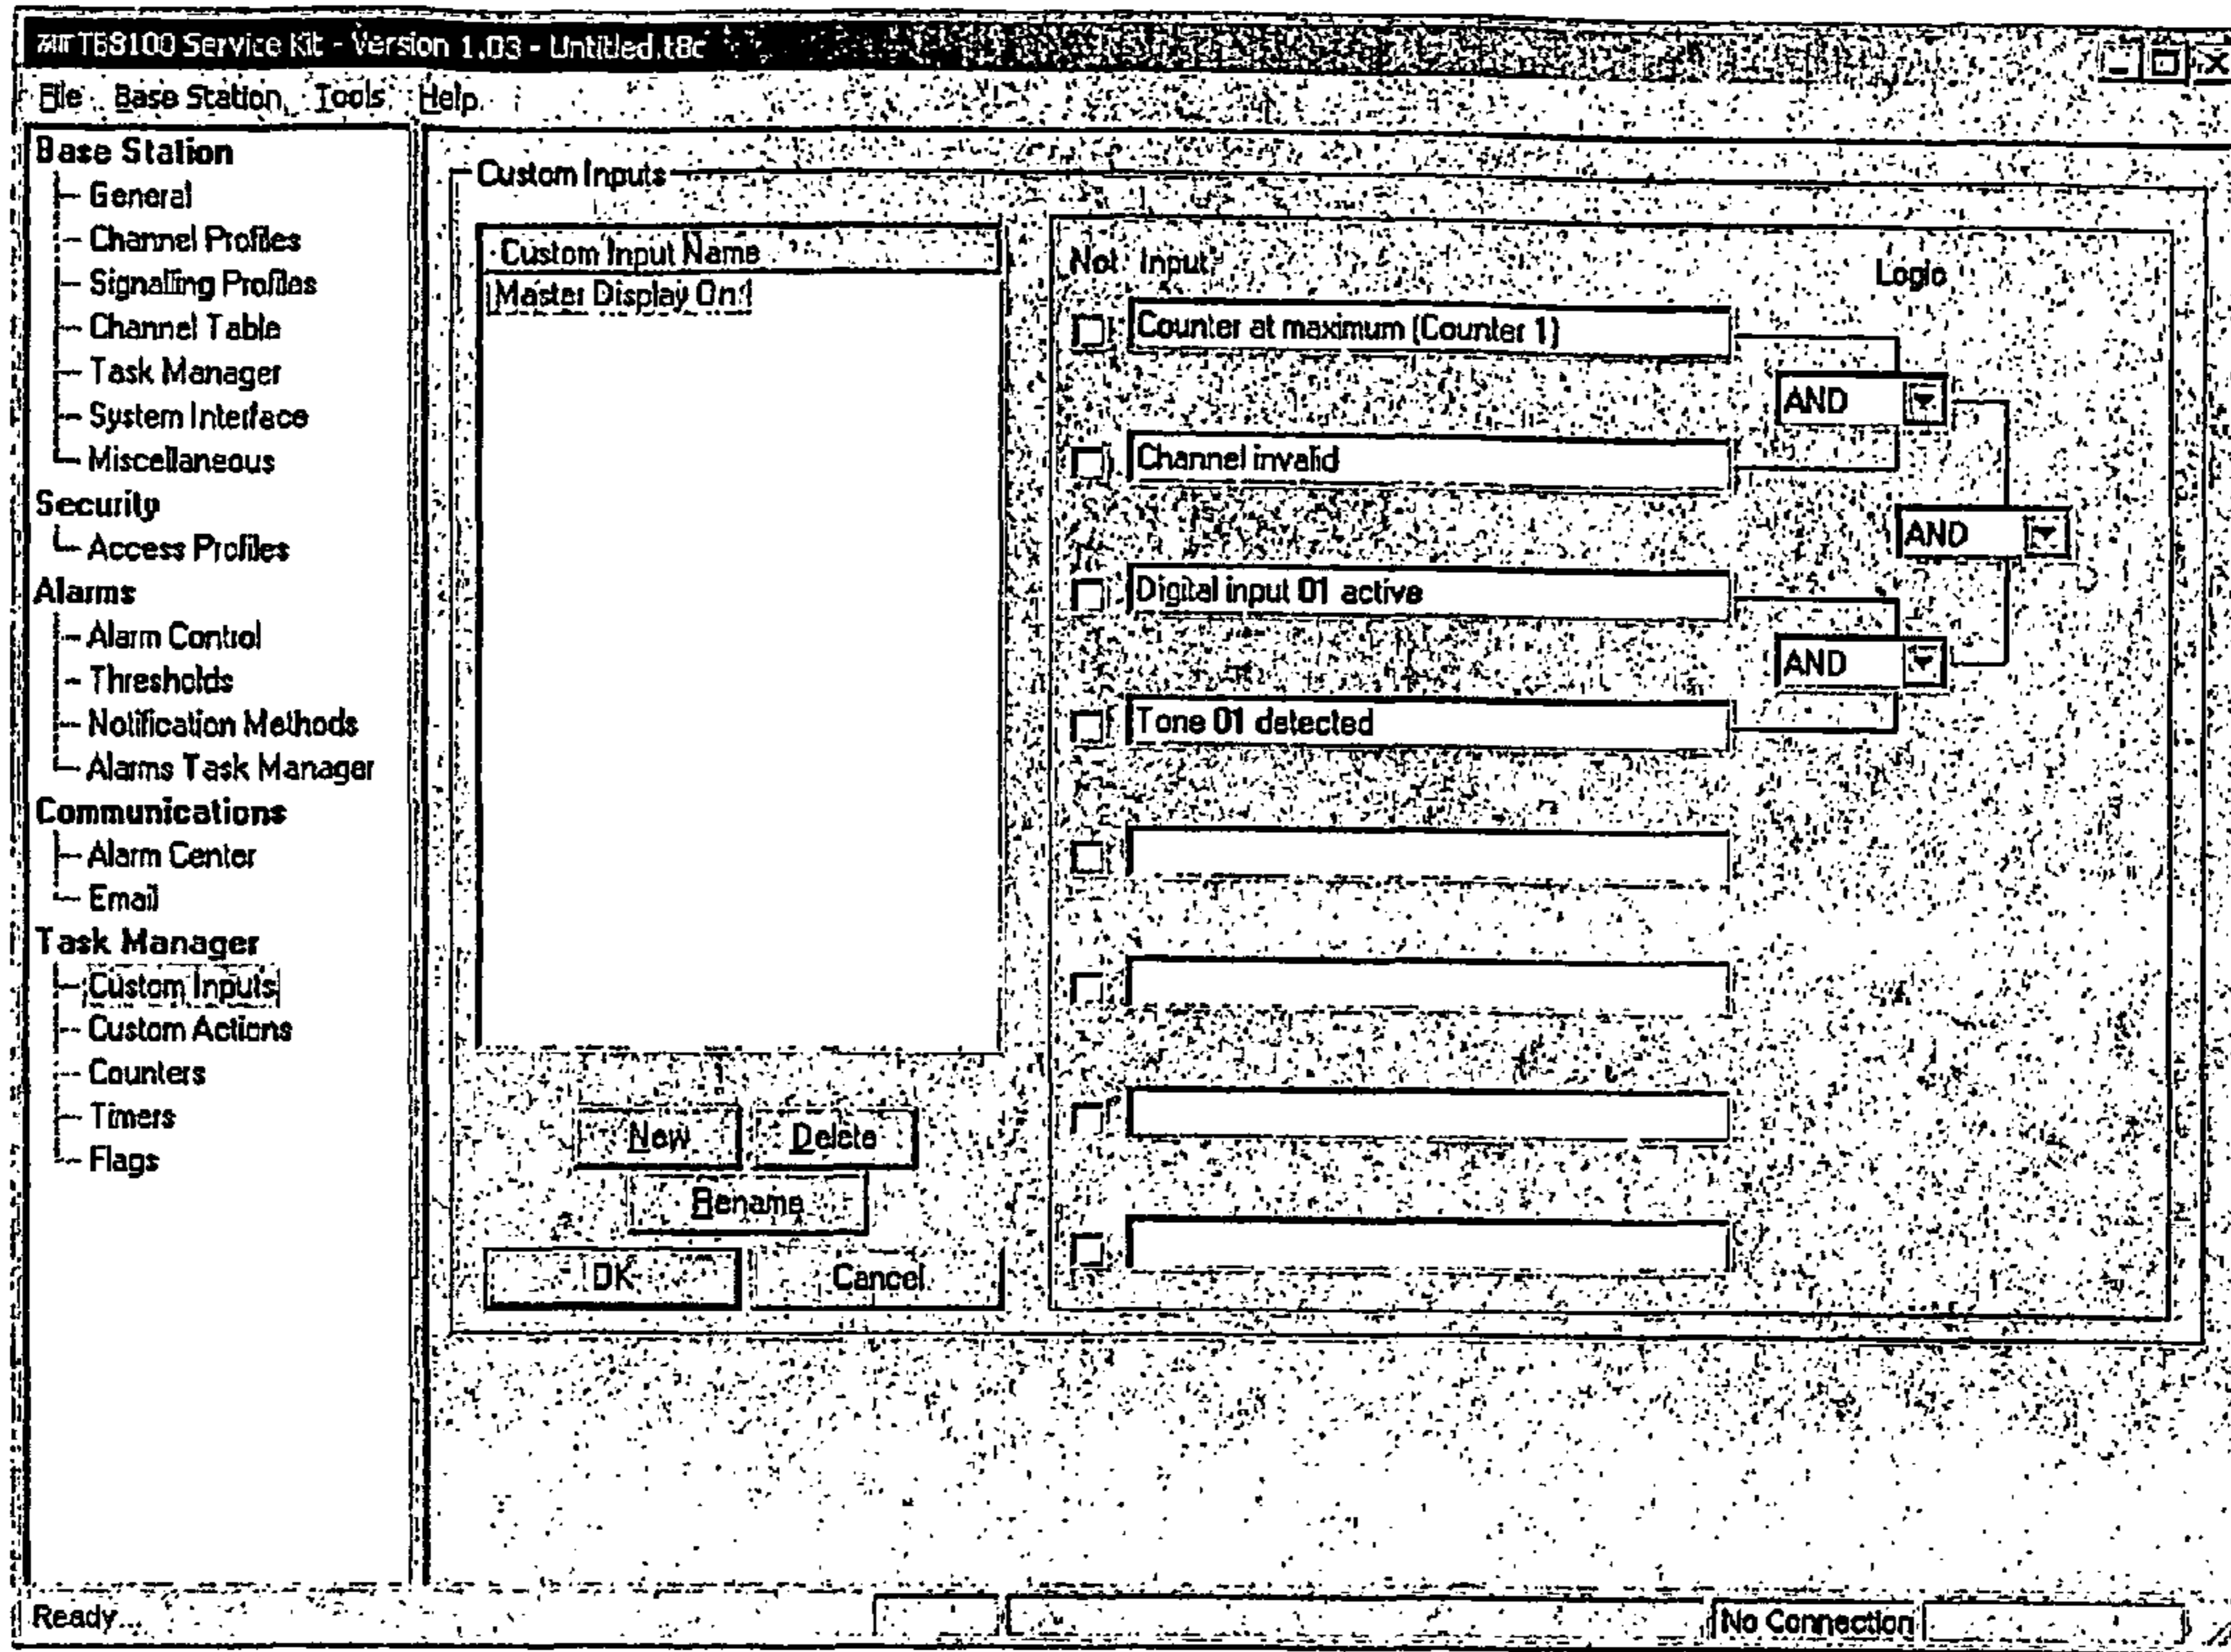 TAIT TB8100 Service Kit - Version 1.03 - Untitled.t8c
File Base Station Tools Help
Base Station
General
Channel Profiles
Signalling Profiles
Channel Table
Task Manager
System Interface
Miscellaneous
Security
Access Profiles
Alarms
Alarm Control
Thresholds
Notification Methods
Alarms Task Manager
Communications
Alarm Center
Email
Task Manager
Custom Inputs
Custom Actions
Counters
Timers
Flags
Custom Inputs
Custom Input Name
Master Display On
New Delete
Rename
OK Cancel
Not Input Logic
Counter at maximum (Counter 1)
AND
Channel invalid
AND
Digital input 01 active
AND
Tone 01 detected
Ready... No Connection